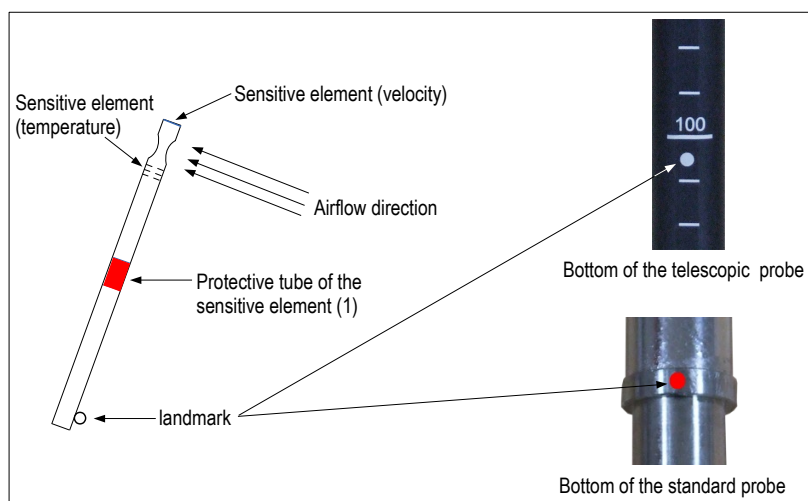 Sensitive element (velocity)
Sensitive element
(temperature)
Airflow direction
Protective tube of the
sensitive element (1)
landmark
100
Bottom of the telescopic probe
Bottom of the standard probe